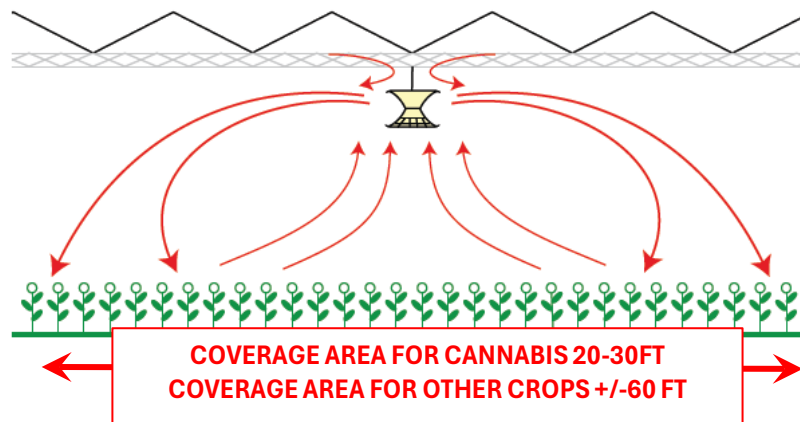 COVERAGE AREA FOR CANNABIS 20-30FT
COVERAGE AREA FOR OTHER CROPS +/-60 FT